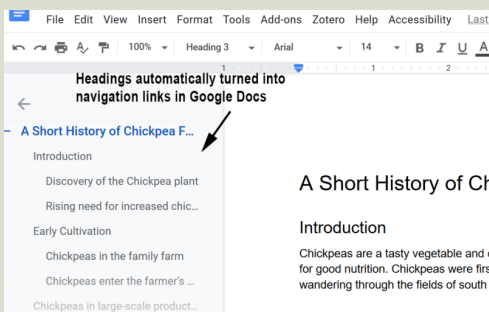 File Edit View Insert Format Tools Add-ons Zotero Help Accessibility Last
100% Heading 3 Arial 14 B I U A
1 1 2
Headings automatically turned into
navigation links in Google Docs
A Short History of Chickpea F...
Introduction
Discovery of the Chickpea plant
Rising need for increased chic...
Early Cultivation
Chickpeas in the family farm
Chickpeas enter the farmer's ...
Chickpeas in large-scale product...
A Short History of Ch
Introduction
Chickpeas are a tasty vegetable and
for good nutrition. Chickpeas were firs
wandering through the fields of south